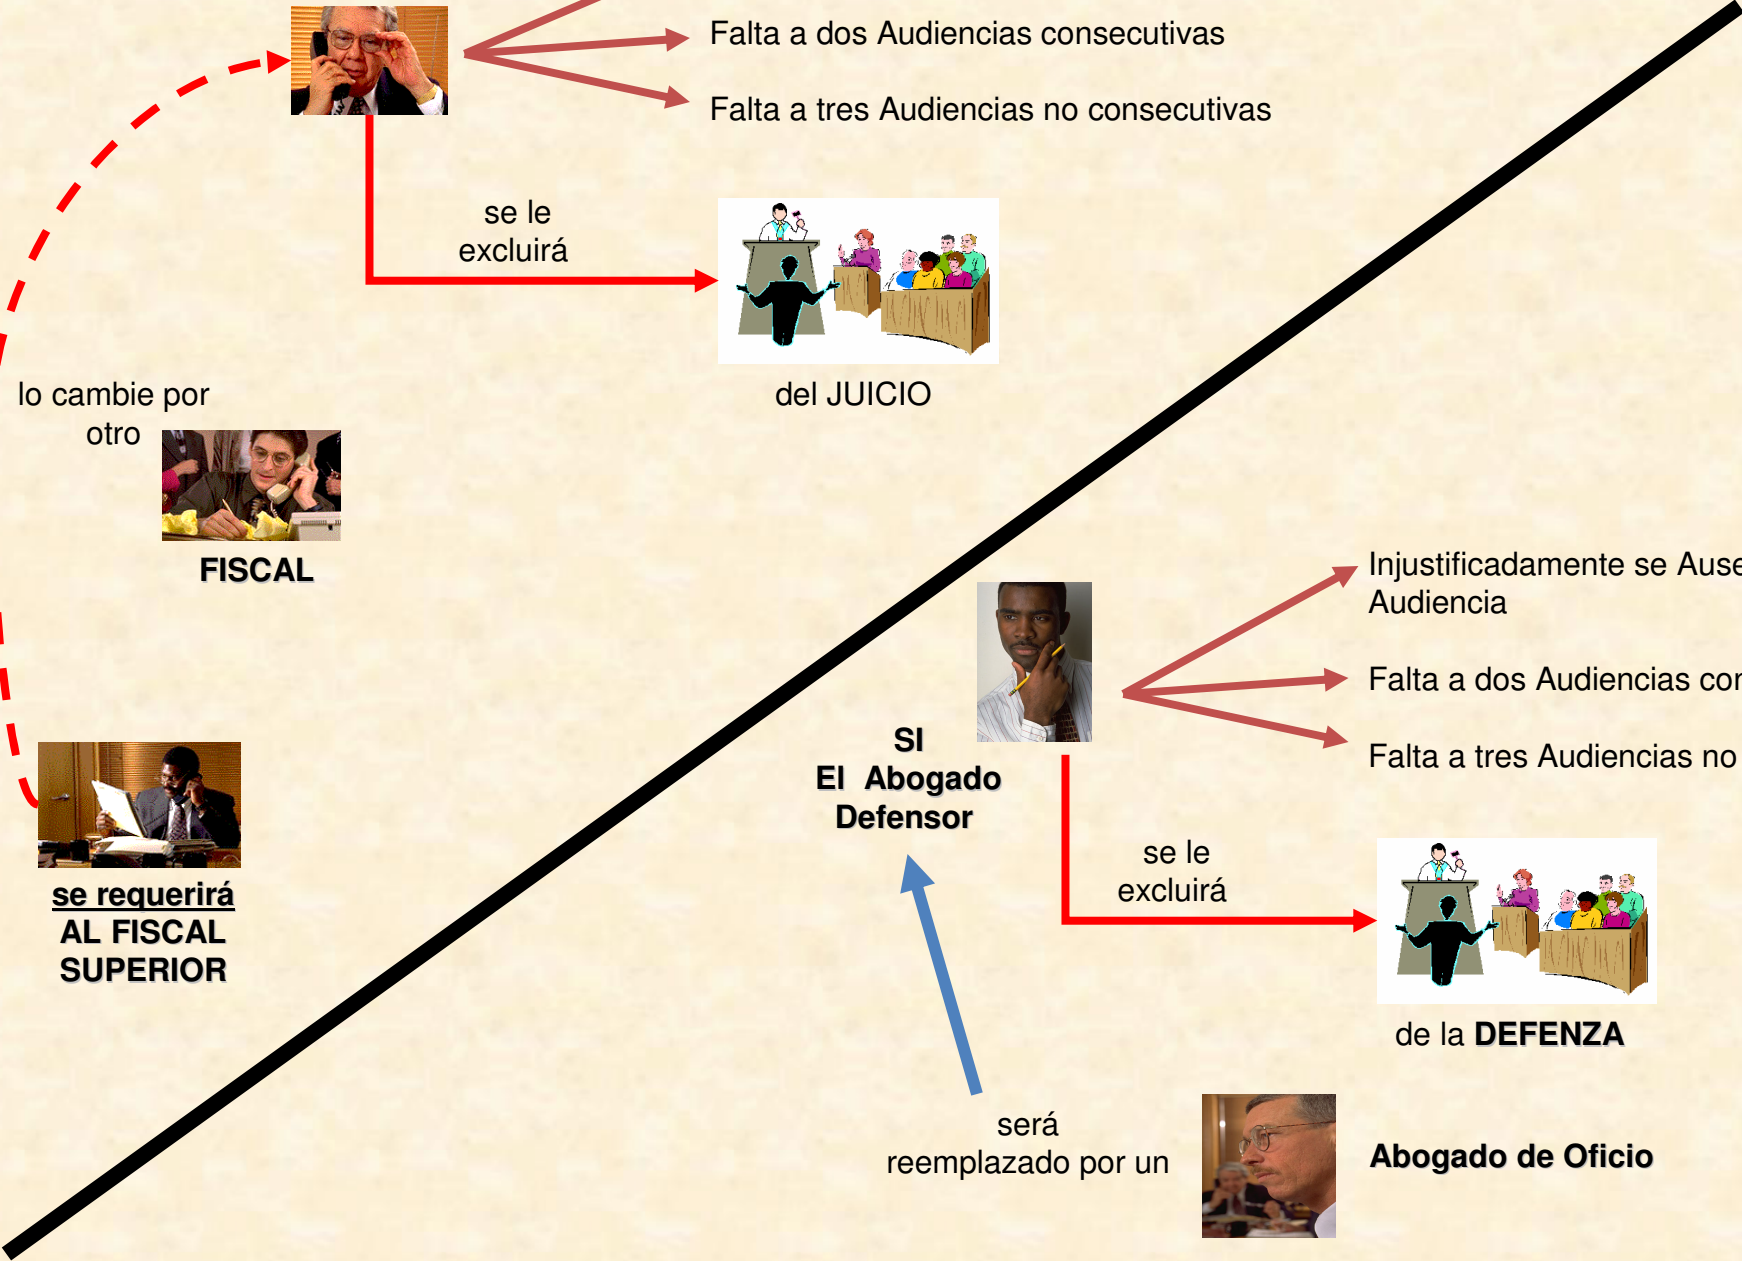 Falta a dos Audiencias consecutivas
Falta a tres Audiencias no consecutivas
se le
excluirá
del JUICIO
lo cambie por
otro
FISCAL
se requerirá
AL FISCAL
SUPERIOR
Injustificadamente se
Audiencia
Falta a dos Audiencias
Falta a tres Audiencias no
SI
El Abogado
Defensor
se le
excluirá
de la DEFENZA
será
reemplazado por un
Abogado de Oficio